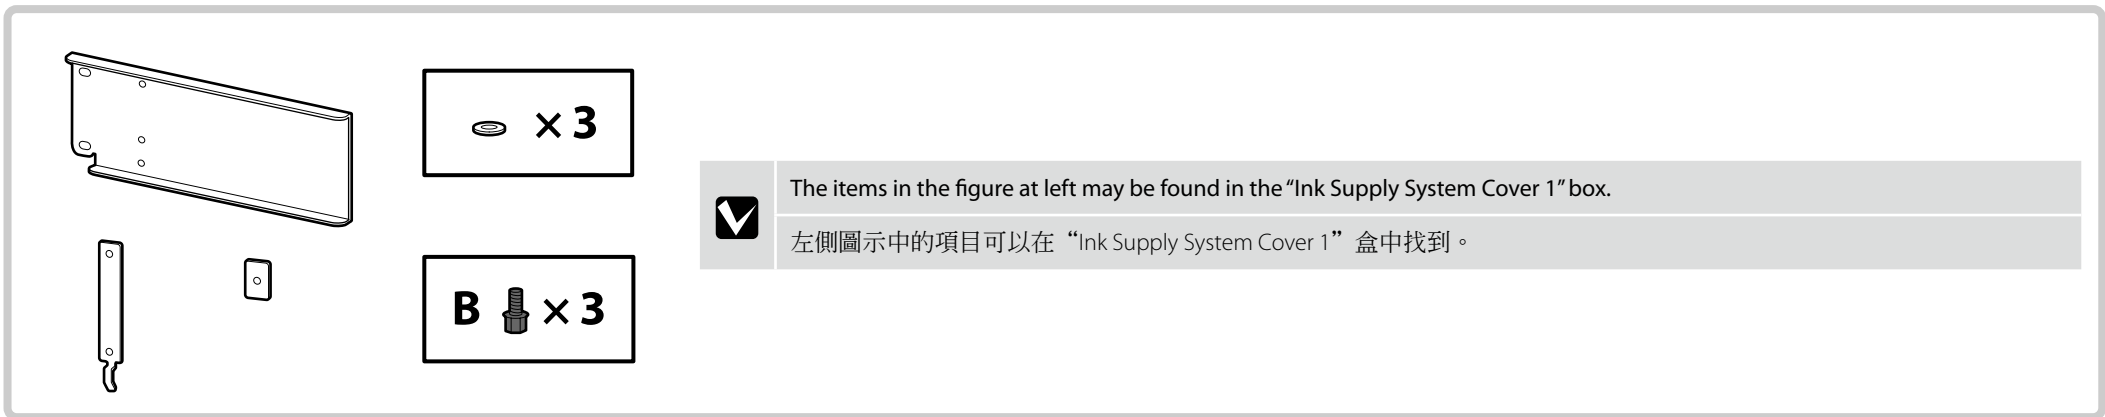 × 3
B × 3
The items in the figure at left may be found in the “Ink Supply System Cover 1” box.
左側圖示中的項目可以在“Ink Supply System Cover 1”盒中找到。